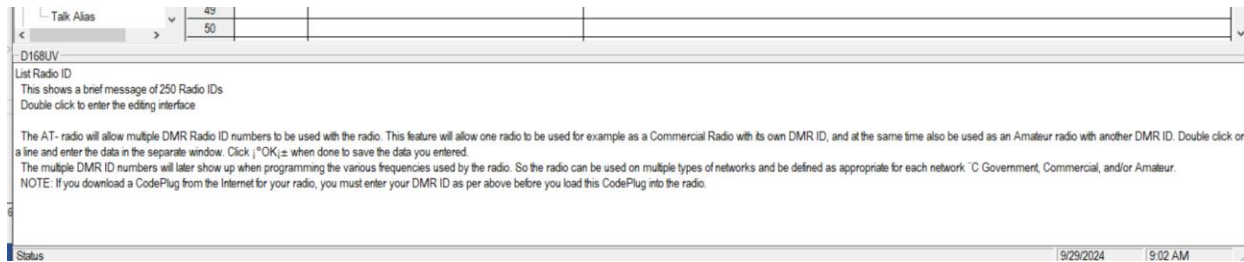 49
Talk Alias
50
D168UV
List Radio ID
This shows a brief message of 250 Radio IDs
Double click to enter the editing interface
The AT- radio will allow multiple DMR Radio ID numbers to be used with the radio. This feature will allow one radio to be used for example as a Commercial Radio with its own DMR ID, and at the same time also be used as an Amateur radio with another DMR ID. Double click on
a line and enter the data in the separate window. Click ¡°OK¡± when done to save the data you entered.
The multiple DMR ID numbers will later show up when programming the various frequencies used by the radio. So the radio can be used on multiple types of networks and be defined as appropriate for each network ¨C Government, Commercial, and/or Amateur.
NOTE: If you download a CodePlug from the Internet for your radio, you must enter your DMR ID as per above before you load this CodePlug into the radio.
6
Status 9/29/2024 9:02 AM